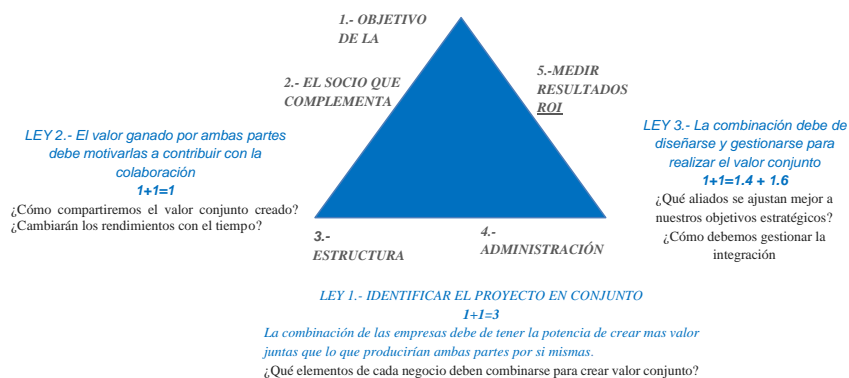 1.- OBJETIVO
DE LA
2.- EL SOCIO QUE
COMPLEMENTA
5.-MEDIR
RESULTADOS
ROI
LEY 2.- El valor ganado por ambas partes
debe motivarlas a contribuir con la
colaboración
1+1=1
¿Cómo compartiremos el valor conjunto creado?
¿Cambiarán los rendimientos con el tiempo?
LEY 3.- La combinación debe de
diseñarse y gestionarse para
realizar el valor conjunto
1+1=1.4 + 1.6
¿Qué aliados se ajustan mejor a
nuestros objetivos estratégicos?
¿Cómo debemos gestionar la
integración
3.-
ESTRUCTURA
4.-
ADMINISTRACIÓN
LEY 1.- IDENTIFICAR EL PROYECTO EN CONJUNTO
1+1=3
La combinación de las empresas debe de tener la potencia de crear mas valor
juntas que lo que producirían ambas partes por si mismas.
¿Qué elementos de cada negocio deben combinarse para crear valor conjunto?